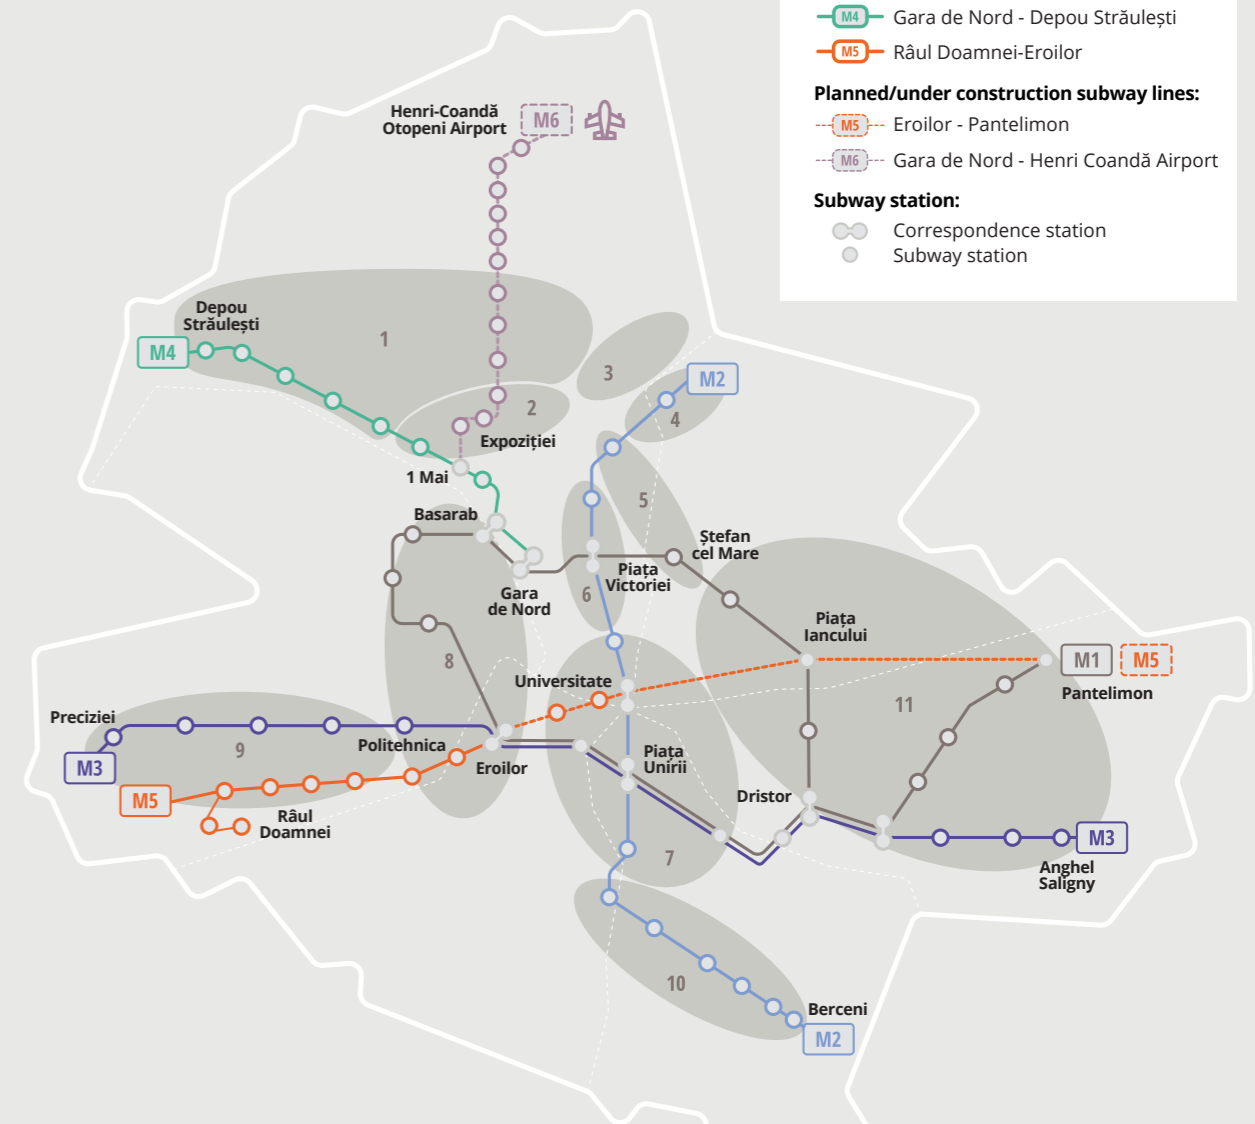 M4 Gara de Nord - Depou Străulești
M5 Râul Doamnei-Eroilor
Planned/under construction subway lines:
M5 Eroilor - Pantelimon
M6 Gara de Nord - Henri Coandă Airport
Subway station:
Correspondence station
Subway station
Henri-Coandă
Otopeni Airport
M6
Depou
Străulești
M4
1
2
3
M2
4
Expoziției
1 Mai
5
Basarab
Ștefan
cel Mare
Piața
Victoriei
Gara
de Nord
6
Piața
Iancului
8
Universitate
M1
M5
Pantelimon
11
Preciziei
9
Politehnica
M3
Eroilor
Piața
Unirii
M5
Râul
Doamnei
Dristor
7
M3
Anghel
Saligny
10
Berceni
M2